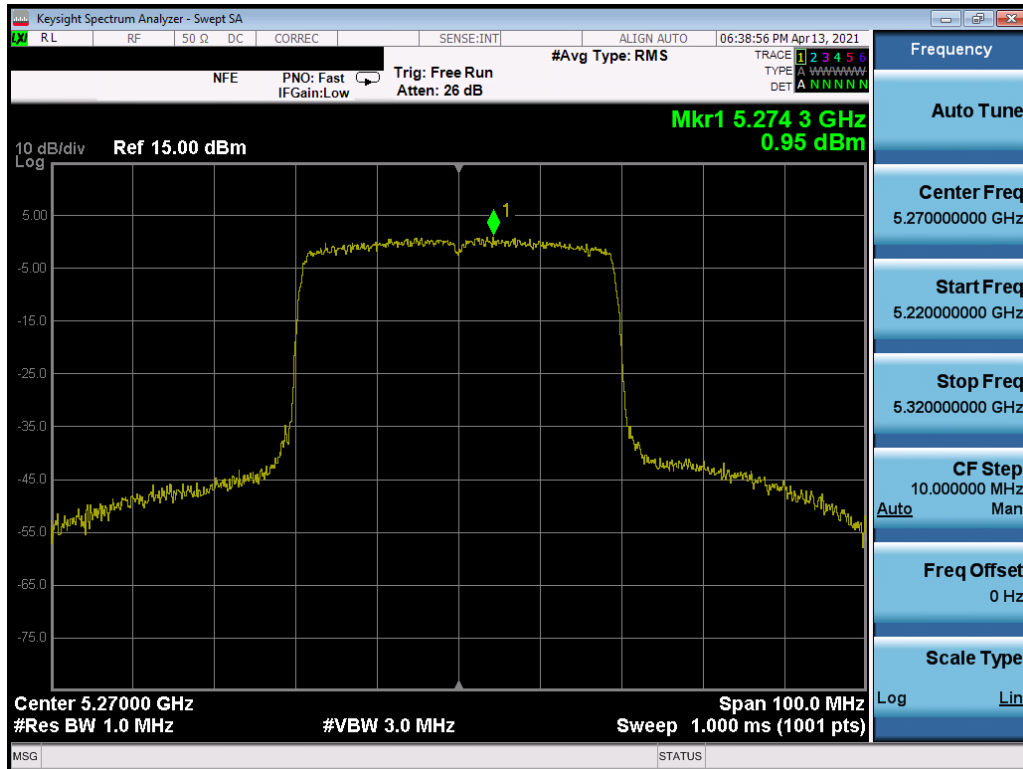 Keysight Spectrum Analyzer - Swept SA
LXI RL RF 50 Ω DC CORREC SENSE:INT ALIGN AUTO 06:38:56 PM Apr 13, 2021
NFE PNO: Fast Trig: Free Run #Avg Type: RMS TRACE 1 2 3 4 5 6
IFGain:Low Atten: 26 dB TYPE A WWWWW
DET A N N N N N
Mkr1 5.274 3 GHz
0.95 dBm
10 dB/div Ref 15.00 dBm
Log
1
5.00
-5.00
-15.0
-25.0
-35.0
-45.0
-55.0
-65.0
-75.0
Center 5.27000 GHz Span 100.0 MHz
#Res BW 1.0 MHz #VBW 3.0 MHz Sweep 1.000 ms (1001 pts)
MSG STATUS
Frequency
Auto Tune
Center Freq
5.270000000 GHz
Start Freq
5.220000000 GHz
Stop Freq
5.320000000 GHz
CF Step
10.000000 MHz
Auto Man
Freq Offset
0 Hz
Scale Type
Log Lin